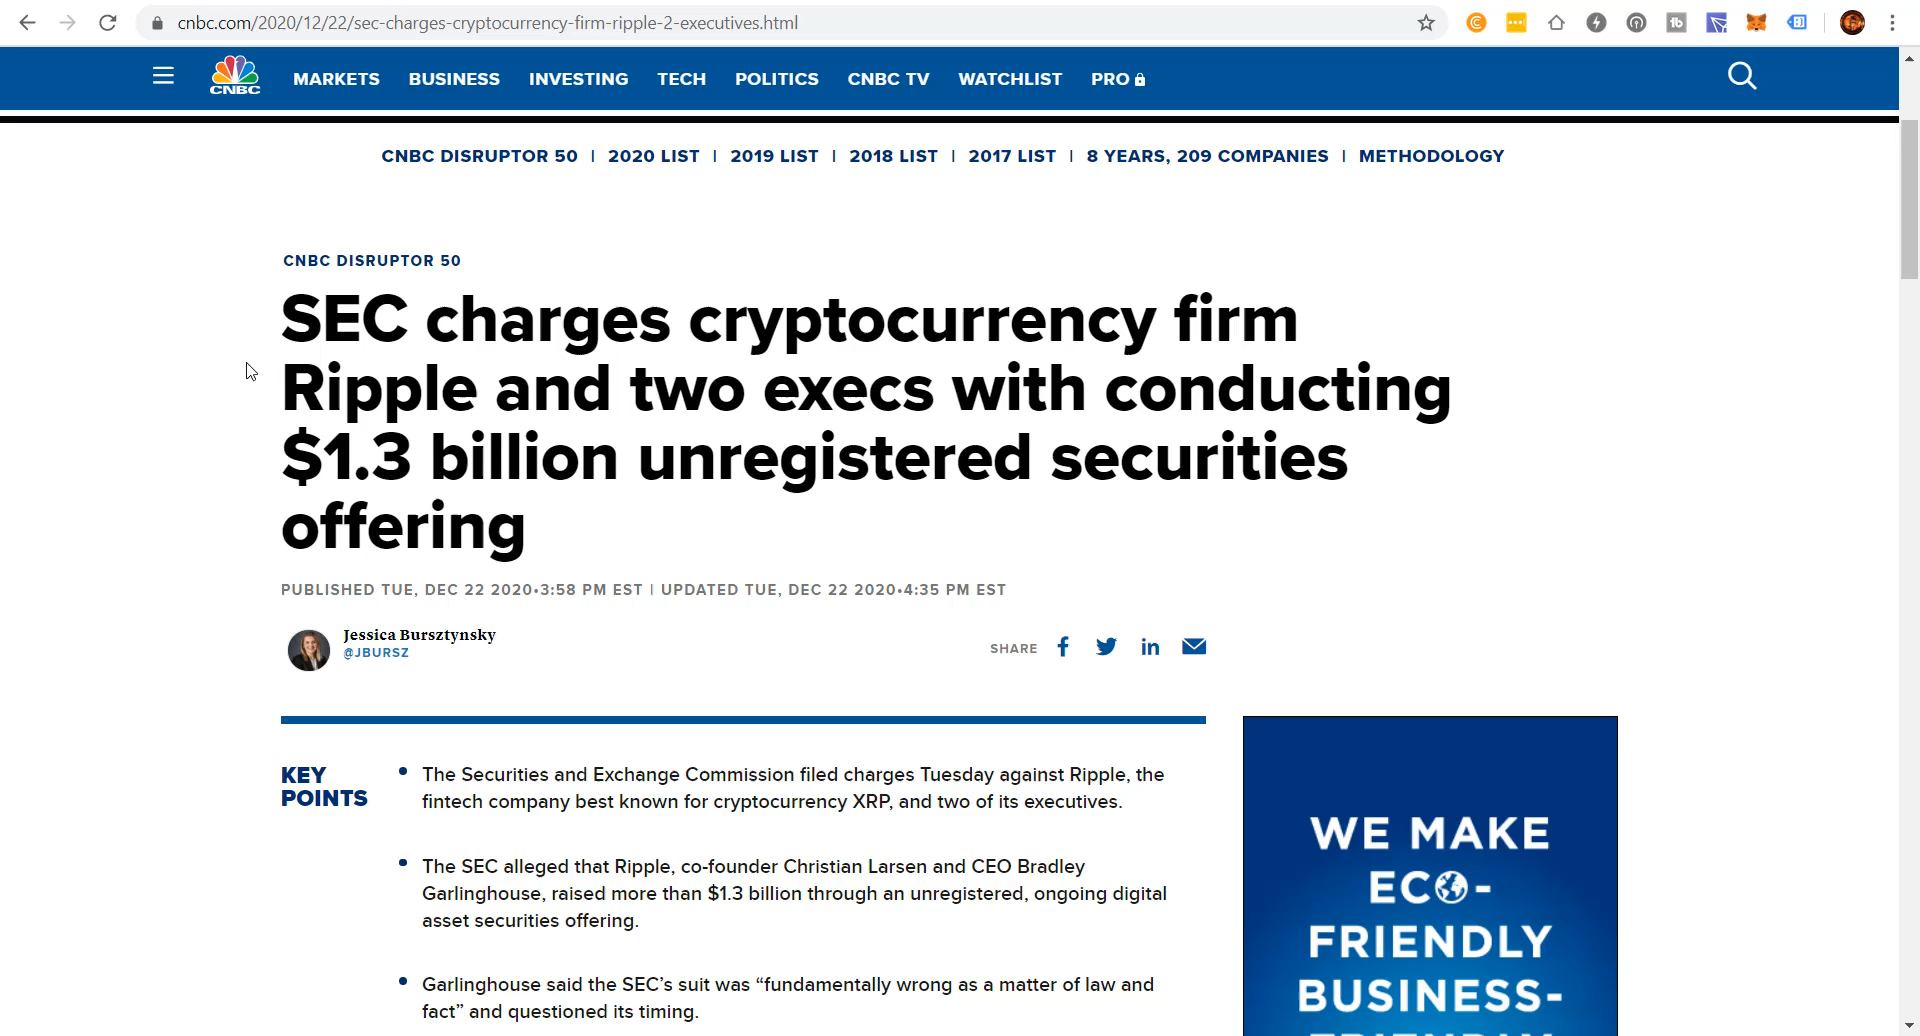 cnbc.com/2020/12/22/sec-charges-cryptocurrency-firm-ripple-2-executives.html
CNBC
MARKETS BUSINESS INVESTING TECH POLITICS CNBC TV WATCHLIST PRO
CNBC DISRUPTOR 50 | 2020 LIST | 2019 LIST | 2018 LIST | 2017 LIST | 8 YEARS, 209 COMPANIES | METHODOLOGY
CNBC DISRUPTOR 50
SEC charges cryptocurrency firm
Ripple and two execs with conducting
$1.3 billion unregistered securities
offering
PUBLISHED TUE, DEC 22 2020•3:58 PM EST | UPDATED TUE, DEC 22 2020•4:35 PM EST
Jessica Bursztynsky
@JBURSZ
SHARE
KEY
POINTS
• The Securities and Exchange Commission filed charges Tuesday against Ripple, the
fintech company best known for cryptocurrency XRP, and two of its executives.
• The SEC alleged that Ripple, co-founder Christian Larsen and CEO Bradley
Garlinghouse, raised more than $1.3 billion through an unregistered, ongoing digital
asset securities offering.
• Garlinghouse said the SEC’s suit was “fundamentally wrong as a matter of law and
fact” and questioned its timing.
WE MAKE
ECO-
FRIENDLY
BUSINESS-
FRIENDLY